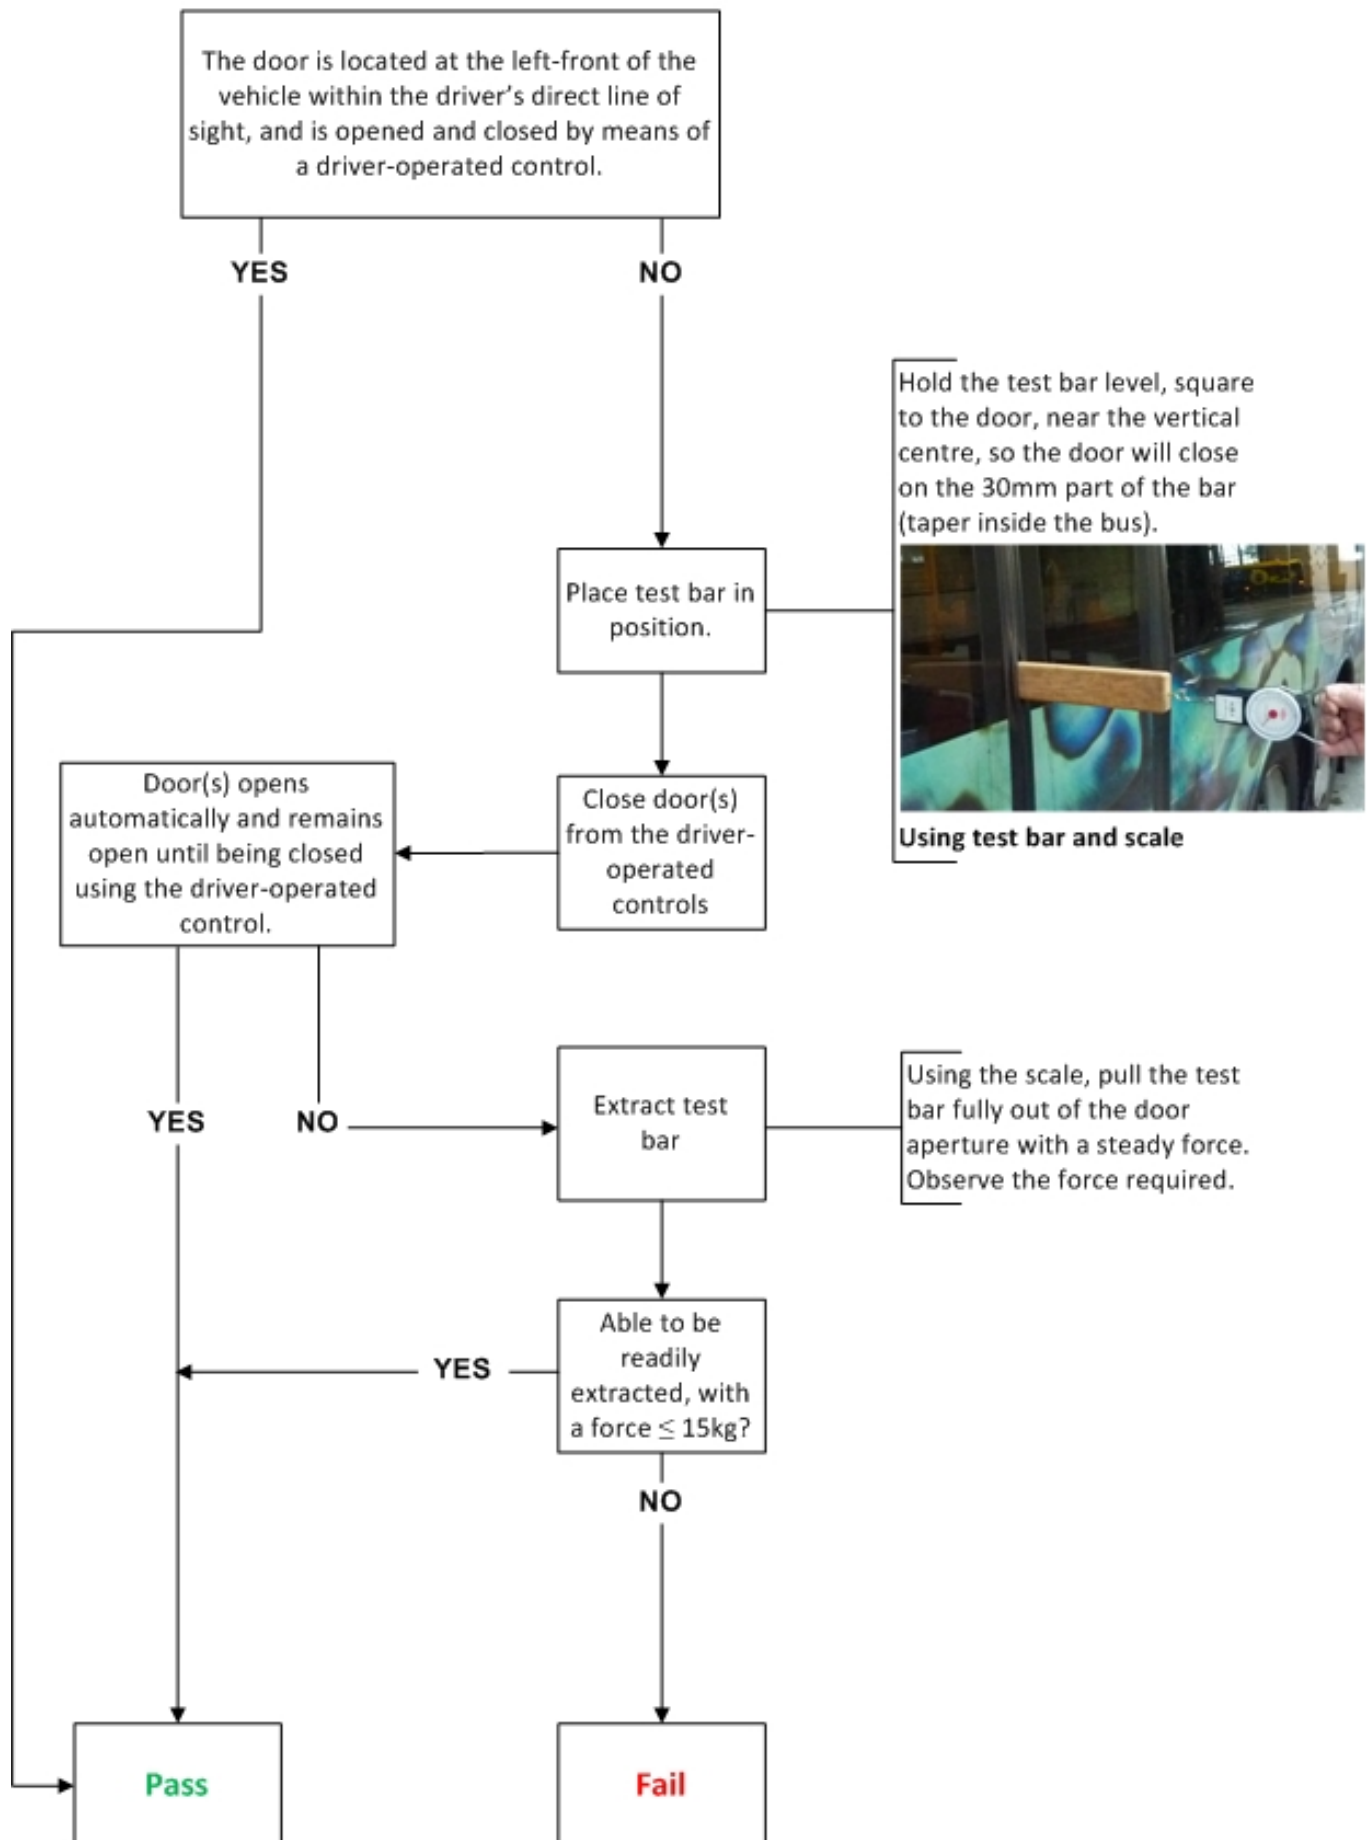 The door is located at the left-front of the
vehicle within the driver’s direct line of
sight, and is opened and closed by means of
a driver-operated control.
YES
NO
Hold the test bar level, square
to the door, near the vertical
centre, so the door will close
on the 30mm part of the bar
(taper inside the bus).
Place test bar in
position.
Using test bar and scale
Close door(s)
from the driver-
operated
controls
Door(s) opens
automatically and remains
open until being closed
using the driver-operated
control.
YES
NO
Extract test
bar
Using the scale, pull the test
bar fully out of the door
aperture with a steady force.
Observe the force required.
Able to be
readily
extracted, with
a force ≤ 15kg?
YES
NO
Pass
Fail